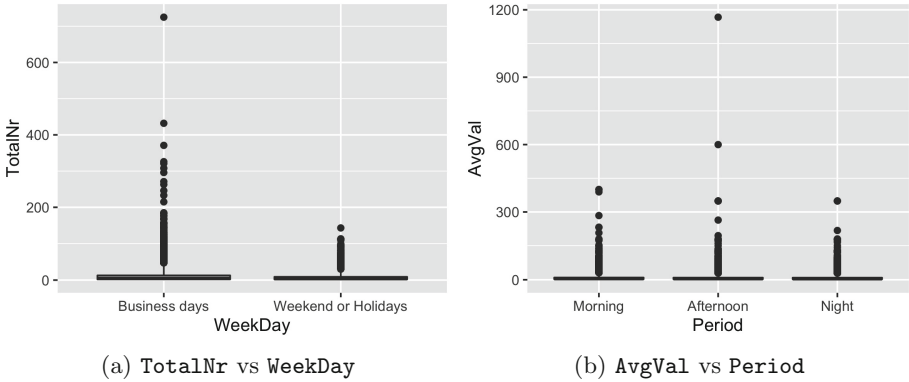 TotalNr
600
400
200
0
Business days
Weekend or Holidays
WeekDay
(a) TotalNr vs WeekDay
AvgVal
1200
900
600
300
0
Morning
Afternoon
Night
Period
(b) AvgVal vs Period